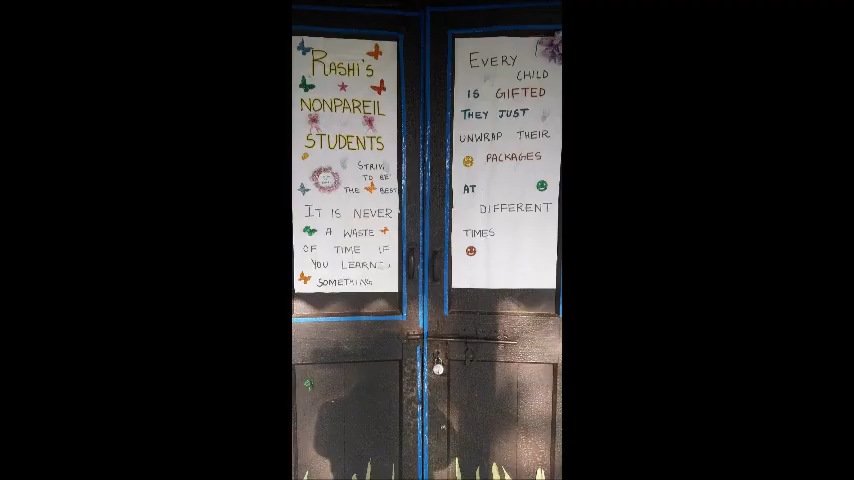 RASHI'S
NONPAREIL
STUDENTS
STRIVE
TO BE
THE BEST
IT IS NEVER
A WASTE
OF TIME IF
YOU LEARNED
SOMETHING
EVERY
CHILD
IS GIFTED
THEY JUST
UNWRAP THEIR
PACKAGES
AT
DIFFERENT
TIMES